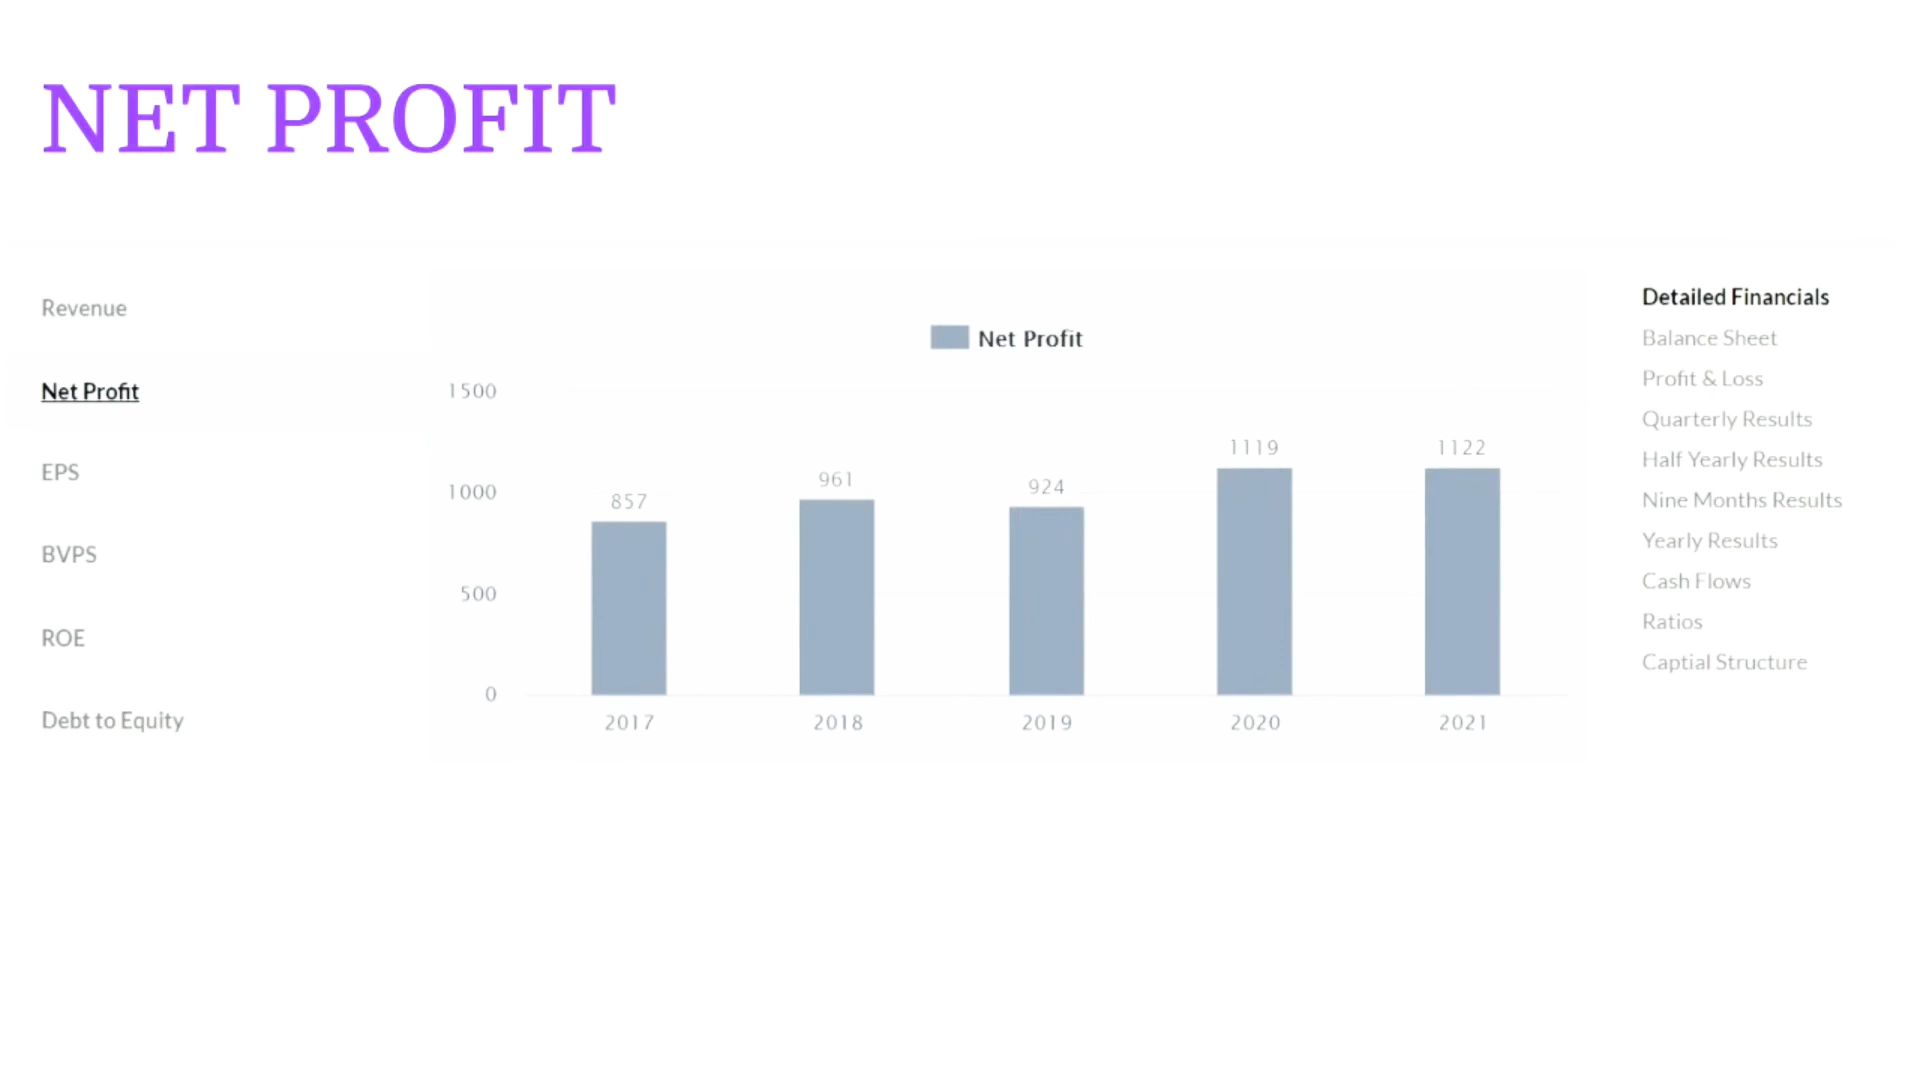 NET PROFIT
Revenue
Net Profit
EPS
BVPS
ROE
Debt to Equity
Net Profit
1500
1000
500
0
857
961
924
1119
1122
2017
2018
2019
2020
2021
Detailed Financials
Balance Sheet
Profit & Loss
Quarterly Results
Half Yearly Results
Nine Months Results
Yearly Results
Cash Flows
Ratios
Captial Structure